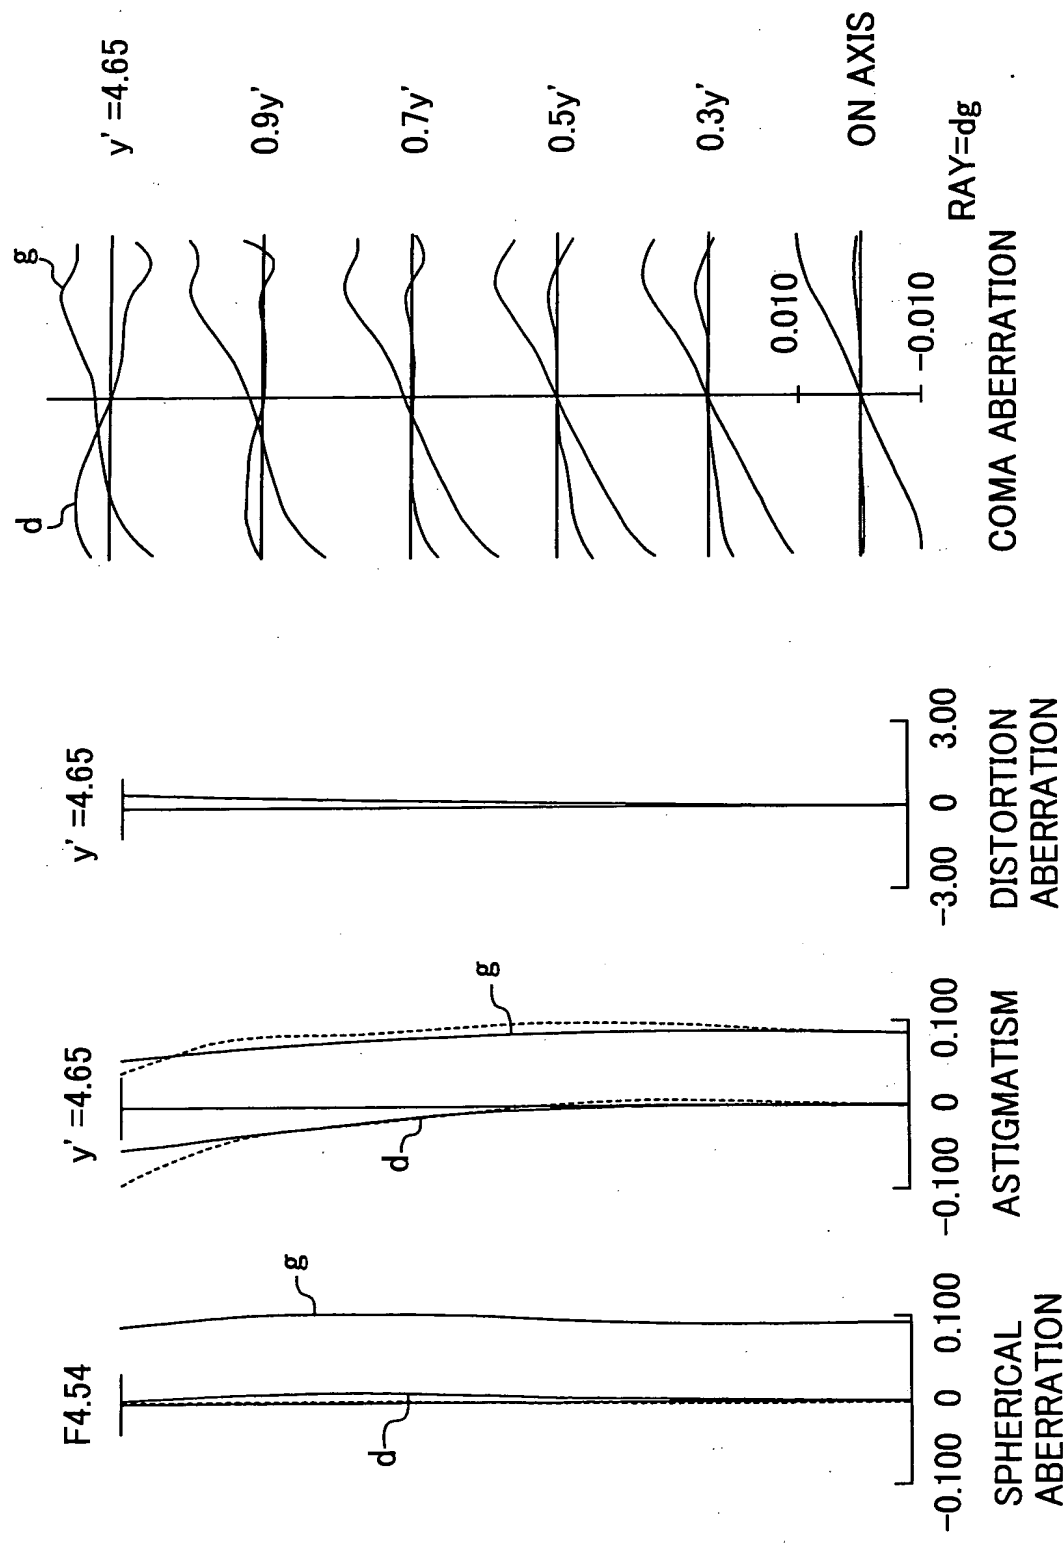 F4.54
g
d
−0.100 0 0.100
SPHERICAL
ABERRATION
y' =4.65
g
d
−0.100 0 0.100
ASTIGMATISM
y' =4.65
−3.00 0 3.00
DISTORTION
ABERRATION
d
g
y' =4.65
0.9y'
0.7y'
0.5y'
0.3y'
0.010
ON AXIS
−0.010
RAY=dg
COMA ABERRATION